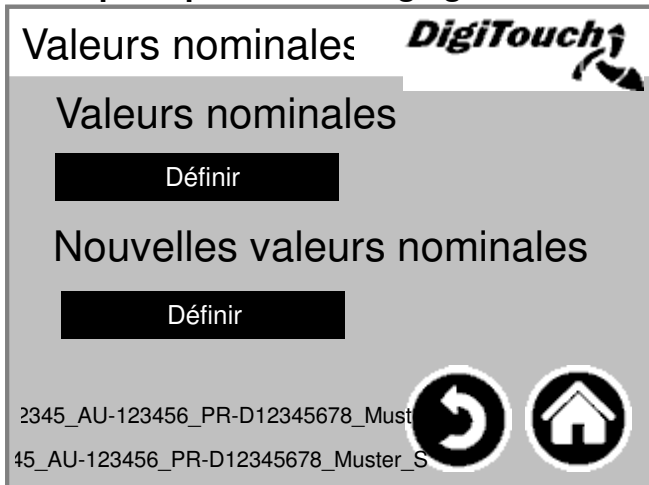 Valeurs nominales
DigiTouch
Valeurs nominales
Définir
Nouvelles valeurs nominales
Définir
2345_AU-123456_PR-D12345678_Must
45_AU-123456_PR-D12345678_Muster_S